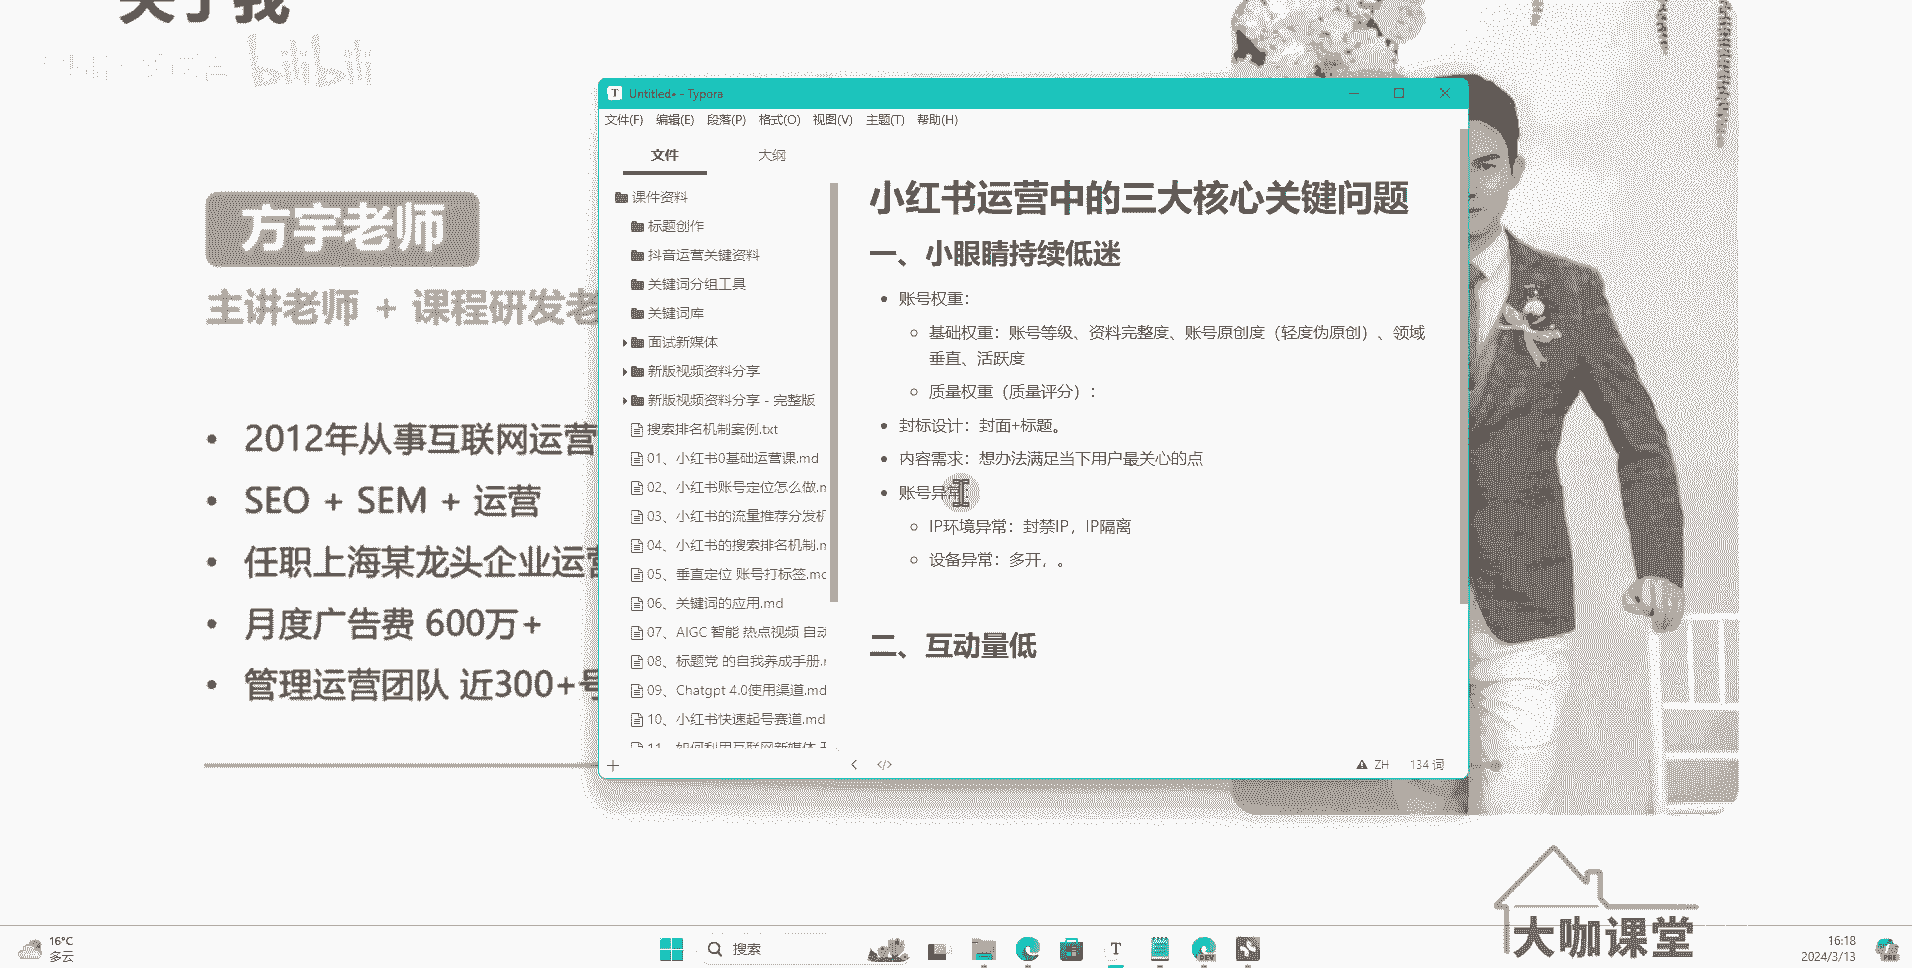 关于我
bilibili
方宇老师
主讲老师 + 课程研发老
2012年从事互联网运营
SEO + SEM + 运营
任职上海某龙头企业运营
月度广告费 600万+
管理运营团队 近300+号
Untitled• - Typora
文件(F) 编辑(E) 段落(P) 格式(O) 视图(V) 主题(T) 帮助(H)
文件 大纲
课件资料
标题创作
抖音运营关键资料
关键词分组工具
关键词库
面试新媒体
新版视频资料分享
新版视频资料分享 - 完整版
搜索排名机制案例.txt
01、小红书0基础运营课.md
02、小红书账号定位怎么做.m
03、小红书的流量推荐分发机
04、小红书的搜索排名机制.m
05、垂直定位 账号打标签.mc
06、关键词的应用.md
07、AIGC 智能 热点视频 自动
08、标题党 的自我养成手册.r
09、Chatgpt 4.0使用渠道.md
10、小红书快速起号赛道.md
11、如何利用互联网新媒体
小红书运营中的三大核心关键问题
一、小眼睛持续低迷
账号权重：
基础权重：账号等级、资料完整度、账号原创度（轻度伪原创）、领域
垂直、活跃度
质量权重（质量评分）：
封标设计：封面+标题。
内容需求：想办法满足当下用户最关心的点
账号异常：
IP环境异常：封禁IP，IP隔离
设备异常：多开，。
二、互动量低
ZH 134 词
大咖课堂
16°C
多云
搜索
16:18
2024/3/13